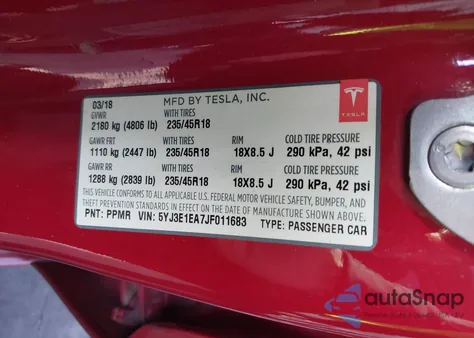 03/18 MFD BY TESLA, INC.
GVWR WITH TIRES
2180 kg (4806 lb) 235/45R18
GAWR FRT WITH TIRES RIM COLD TIRE PRESSURE
1110 kg (2447 lb) 235/45R18 18X8.5 J 290 kPa, 42 psi
GAWR RR WITH TIRES RIM COLD TIRE PRESSURE
1288 kg (2839 lb) 235/45R18 18X8.5 J 290 kPa, 42 psi
THIS VEHICLE CONFORMS TO ALL APPLICABLE FEDERAL MOTOR VEHICLE SAFETY, BUMPER, AND
THEFT PREVENTION STANDARDS IN EFFECT ON THE DATE OF MANUFACTURE SHOWN ABOVE.
PNT: PPMR VIN: 5YJ3E1EA7JF011683 TYPE: PASSENGER CAR
TESLA
autoSnap